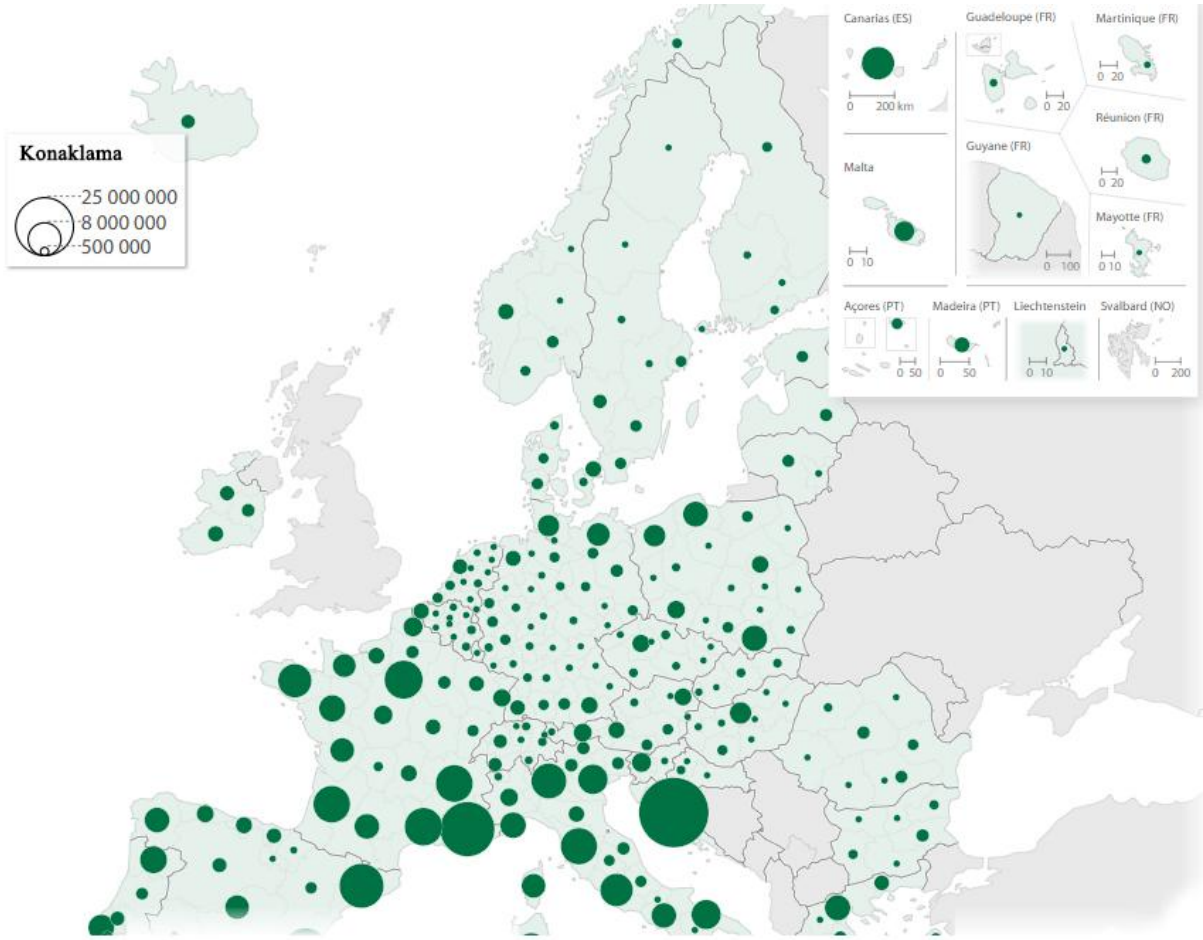 Konaklama
25 000 000
8 000 000
500 000
Canarias (ES)
0 200 km
Guadeloupe (FR)
0 20
Martinique (FR)
0 20
Réunion (FR)
0 20
Malta
0 10
Guyane (FR)
0 100
Mayotte (FR)
0 10
Açores (PT)
0 50
Madeira (PT)
0 50
Liechtenstein
0 10
Svalbard (NO)
0 200